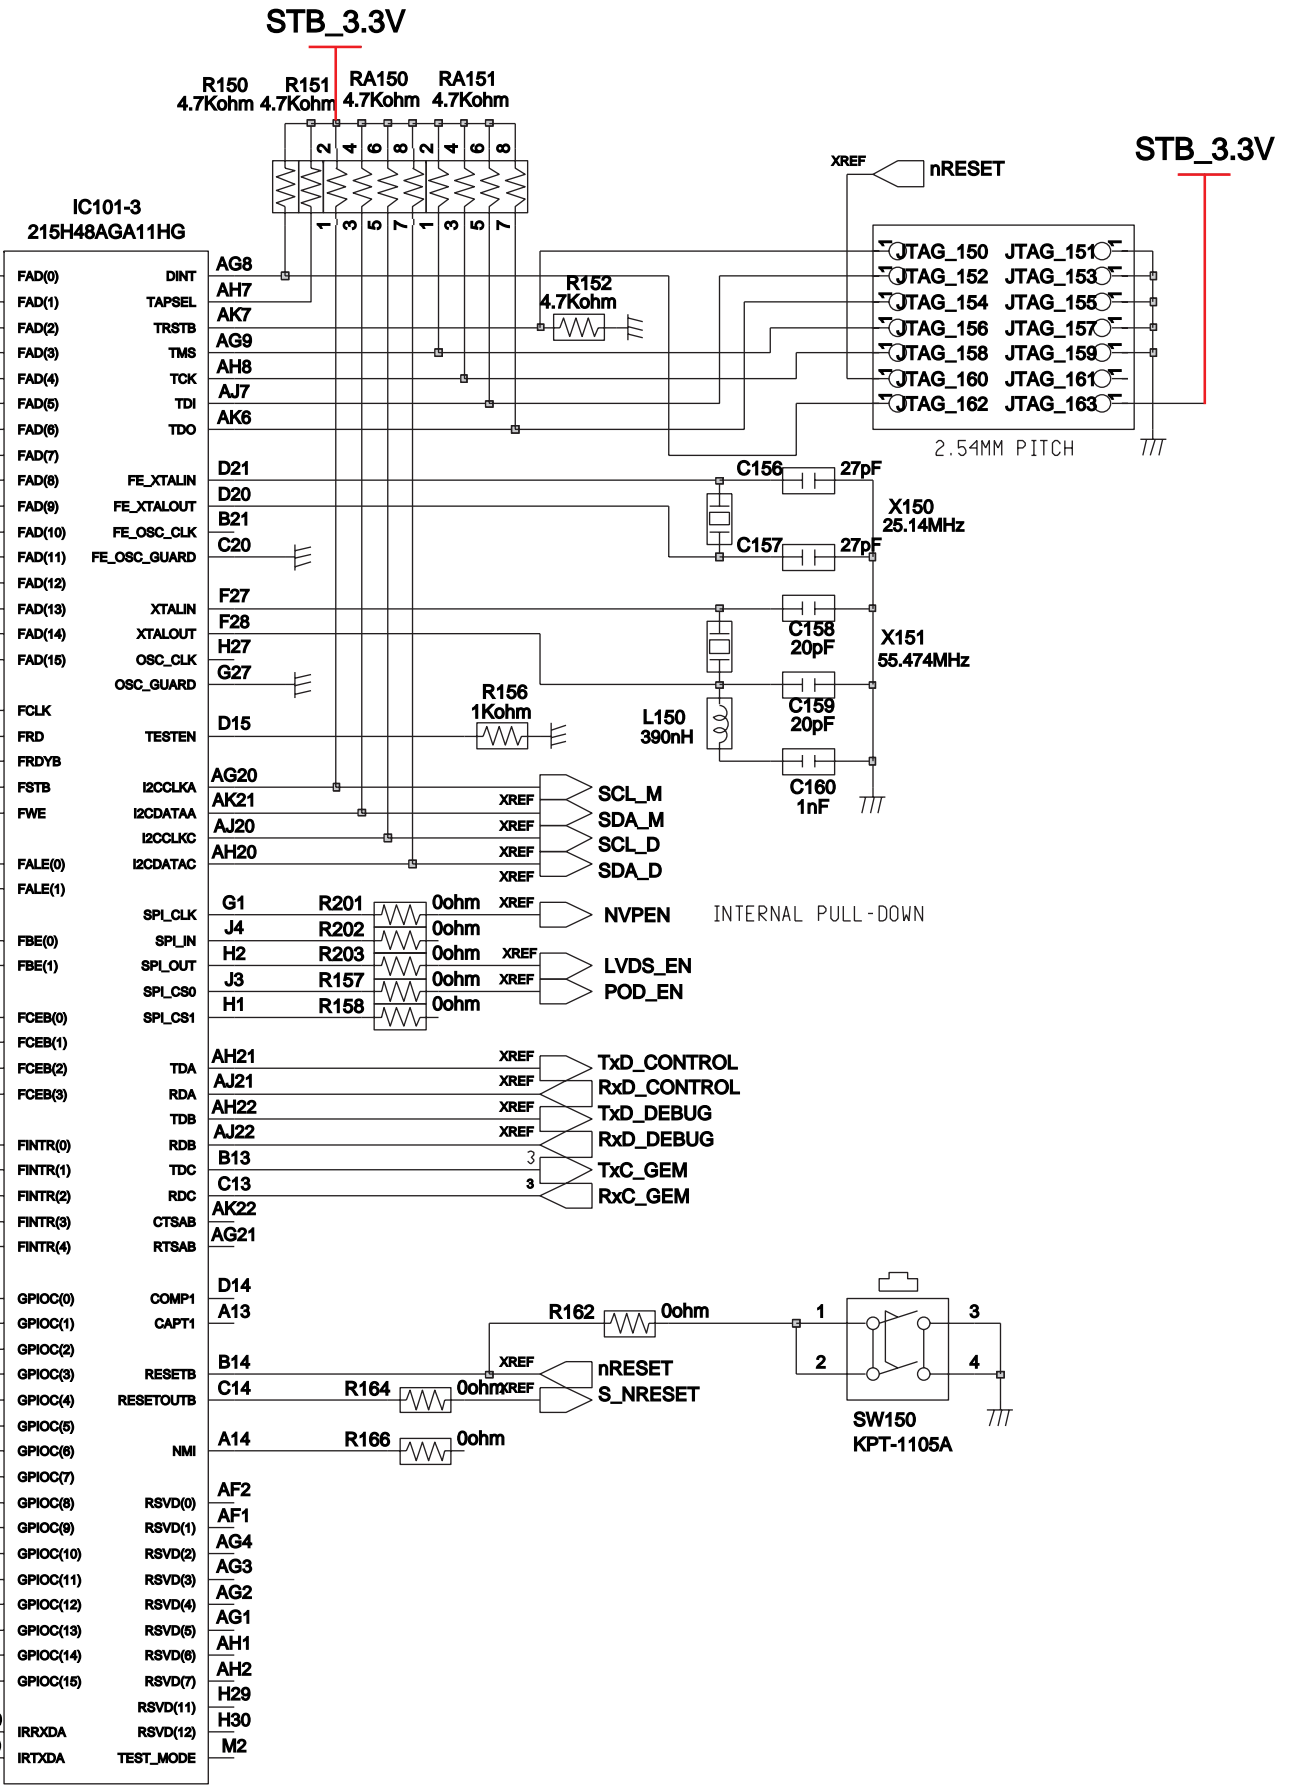 STB_3.3V
R150
4.7Kohm
R151
4.7Kohm
RA150
4.7Kohm
RA151
4.7Kohm
2 4 6 8 2 4 6 8
1 3 5 7 1 3 5 7
STB_3.3V
XREF nRESET
IC101-3
215H48AGA11HG
FAD(0) DINT AG8
FAD(1) TAPSEL AH7
FAD(2) TRSTB AK7
FAD(3) TMS AG9
FAD(4) TCK AH8
FAD(5) TDI AJ7
FAD(6) TDO AK6
FAD(7)
FAD(8) FE_XTALIN D21
FAD(9) FE_XTALOUT D20
FAD(10) FE_OSC_CLK B21
FAD(11) FE_OSC_GUARD C20
FAD(12)
FAD(13) XTALIN F27
FAD(14) XTALOUT F28
FAD(15) OSC_CLK H27
OSC_GUARD G27
FCLK
FRD TESTEN D15
FRDYB
FSTB I2CCLKA AG20
FWE I2CDATAA AK21
I2CCLKC AJ20
FALE(0) I2CDATAC AH20
FALE(1)
SPI_CLK G1
FBE(0) SPI_IN J4
FBE(1) SPI_OUT H2
SPI_CS0 J3
FCEB(0) SPI_CS1 H1
FCEB(1)
FCEB(2) TDA AH21
FCEB(3) RDA AJ21
TDB AH22
FINTR(0) RDB AJ22
FINTR(1) TDC B13
FINTR(2) RDC C13
FINTR(3) CTSAB AK22
FINTR(4) RTSAB AG21
GPIOC(0) COMP1 D14
GPIOC(1) CAPT1 A13
GPIOC(2)
GPIOC(3) RESETB B14
GPIOC(4) RESETOUTB C14
GPIOC(5)
GPIOC(6) NMI A14
GPIOC(7)
GPIOC(8) RSVD(0) AF2
GPIOC(9) RSVD(1) AF1
GPIOC(10) RSVD(2) AG4
GPIOC(11) RSVD(3) AG3
GPIOC(12) RSVD(4) AG2
GPIOC(13) RSVD(5) AG1
GPIOC(14) RSVD(6) AH1
GPIOC(15) RSVD(7) AH2
RSVD(11) H29
IRRXDA RSVD(12) H30
IRTXDA TEST_MODE M2
R152
4.7Kohm
1 JTAG_150 JTAG_151 1
1 JTAG_152 JTAG_153 1
1 JTAG_154 JTAG_155 1
1 JTAG_156 JTAG_157 1
1 JTAG_158 JTAG_159 1
1 JTAG_160 JTAG_161 1
1 JTAG_162 JTAG_163 1
2.54MM PITCH
C156 27pF
X150
25.14MHz
C157 27pF
C158
20pF
X151
55.474MHz
C159
20pF
L150
390nH
C160
1nF
R156
1Kohm
SCL_M
XREF
SDA_M
XREF
SCL_D
XREF
SDA_D
XREF
R201 0ohm XREF NVPEN INTERNAL PULL-DOWN
R202 0ohm
R203 0ohm XREF LVDS_EN
R157 0ohm XREF POD_EN
R158 0ohm
XREF TxD_CONTROL
XREF RxD_CONTROL
XREF TxD_DEBUG
XREF RxD_DEBUG
3 TxC_GEM
3 RxC_GEM
R162 0ohm
XREF nRESET
R164 0ohm XREF S_NRESET
R166 0ohm
1 3
2 4
SW150
KPT-1105A